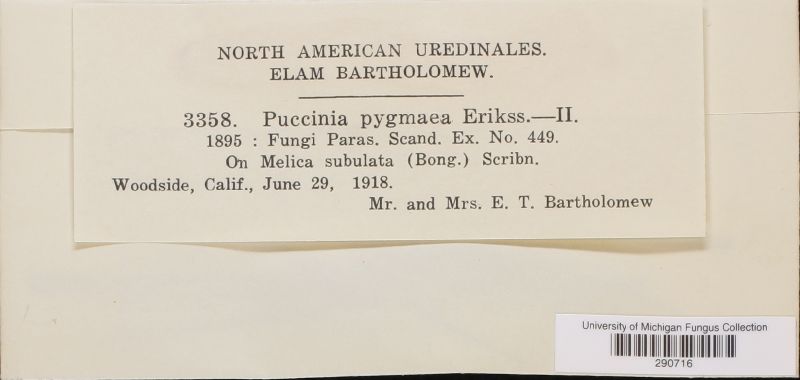 NORTH AMERICAN UREDINALES.
ELAM BARTHOLOMEW.
3358. Puccinia pygmaea Erikss.—II.
1895 : Fungi Paras. Scand. Ex. No. 449.
On Melica subulata (Bong.) Scribn.
Woodside, Calif., June 29, 1918.
Mr. and Mrs. E. T. Bartholomew
University of Michigan Fungus Collection
290716